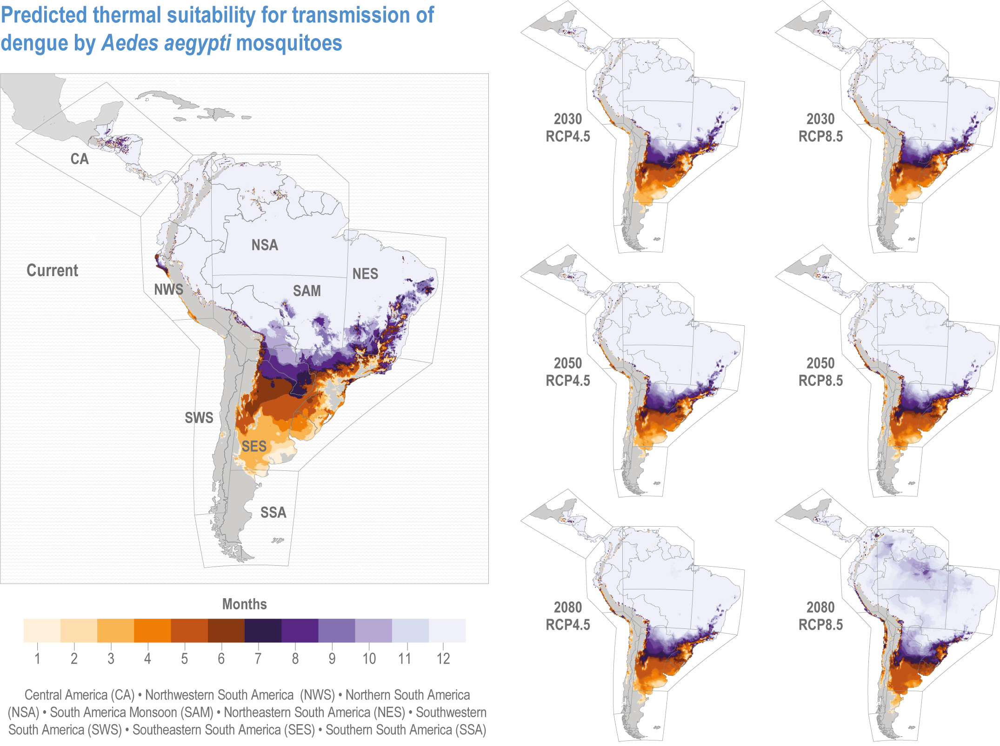 Predicted thermal suitability for transmission of
dengue by Aedes aegypti mosquitoes
CA
NSA
NES
Current
NWS
SAM
SWS
SES
SSA
Months
1 2 3 4 5 6 7 8 9 10 11 12
Central America (CA) • Northwestern South America (NWS) • Northern South America
(NSA) • South America Monsoon (SAM) • Northeastern South America (NES) • Southwestern
South America (SWS) • Southeastern South America (SES) • Southern South America (SSA)
2030
RCP4.5
2030
RCP8.5
2050
RCP4.5
2050
RCP8.5
2080
RCP4.5
2080
RCP8.5